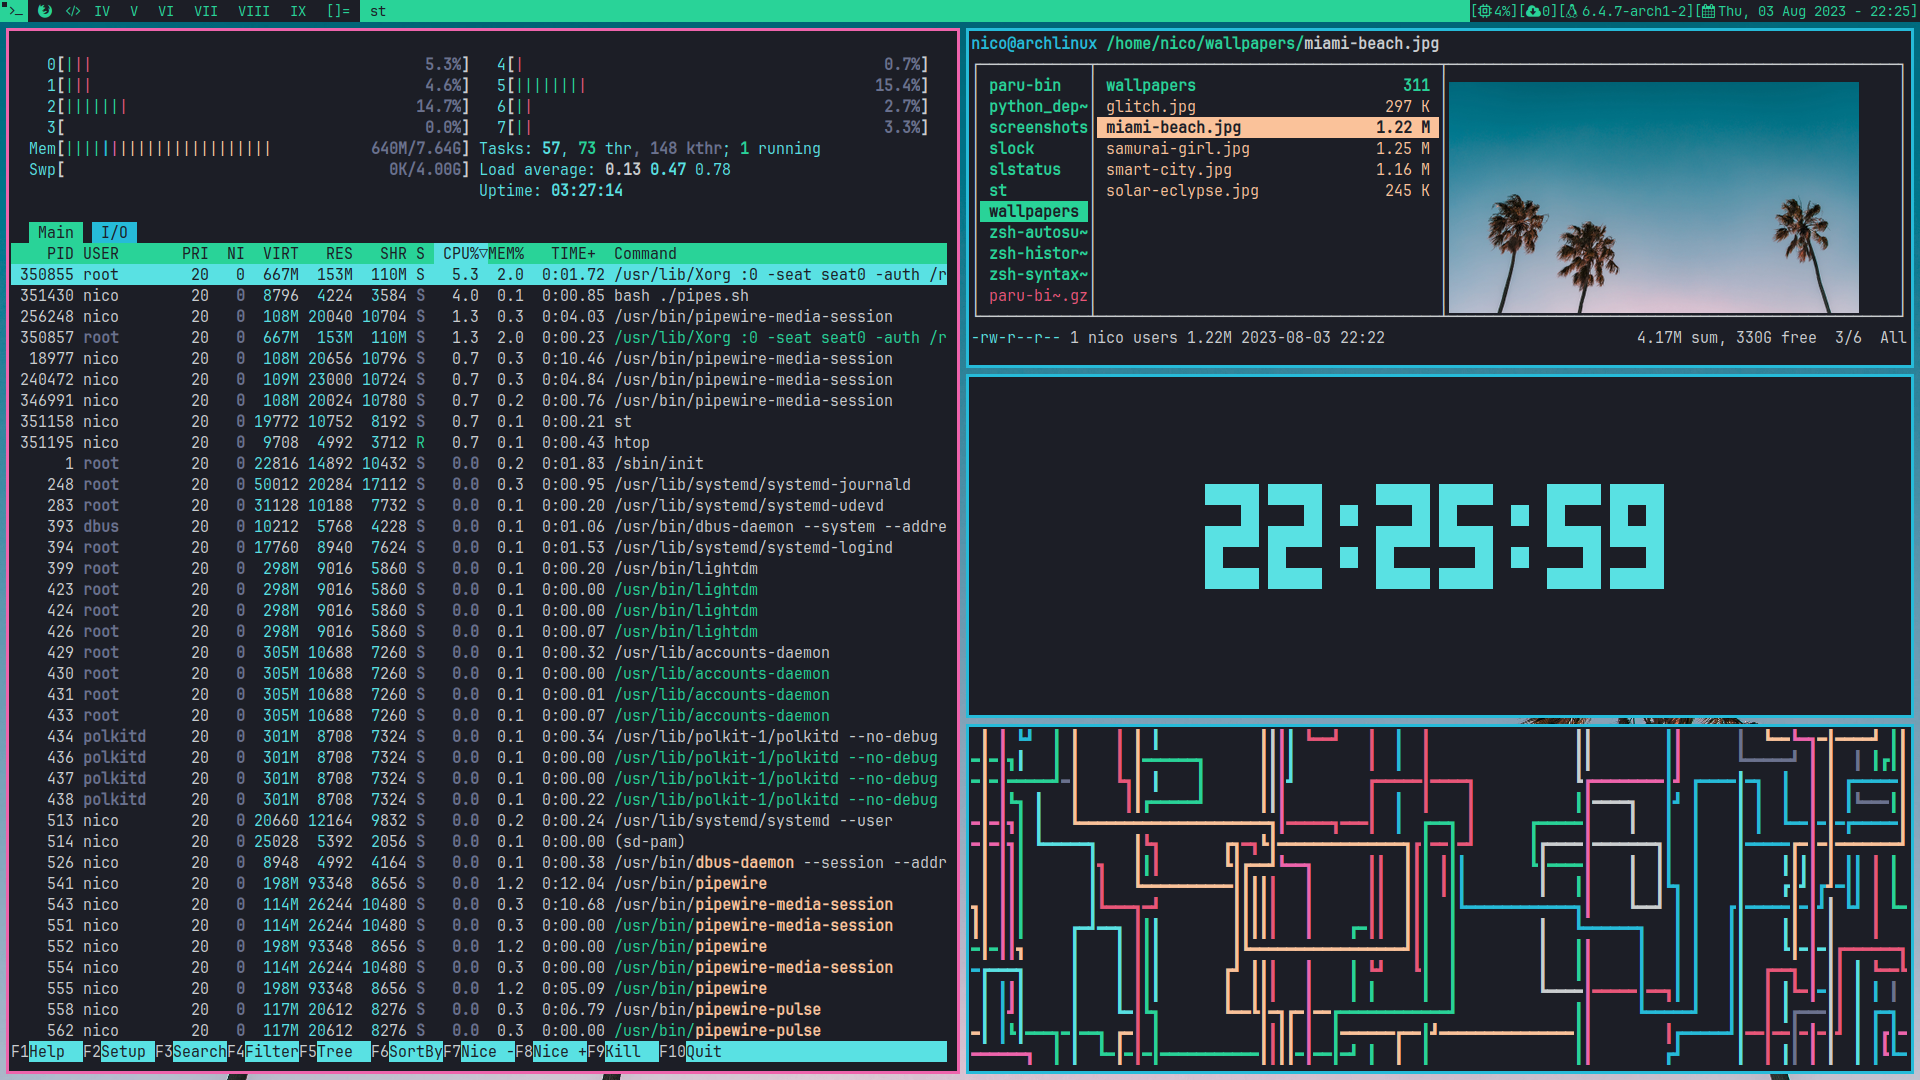 >_ </> IV V VI VII VIII IX []= st [4%][0][6.4.7-arch1-2][Thu, 03 Aug 2023 - 22:25]
0[||| 5.3%] 4[| 0.7%]
1[||| 4.6%] 5[|||||||| 15.4%]
2[||||||| 14.7%] 6[|| 2.7%]
3[ 0.0%] 7[|| 3.3%]
Mem[||||||||||||||||||||||| 640M/7.64G] Tasks: 57, 73 thr, 148 kthr; 1 running
Swp[ 0K/4.00G] Load average: 0.13 0.47 0.78
Uptime: 03:27:14
Main I/O
PID USER PRI NI VIRT RES SHR S CPU%▽MEM% TIME+ Command
350855 root 20 0 667M 153M 110M S 5.3 2.0 0:01.72 /usr/lib/Xorg :0 -seat seat0 -auth /r
351430 nico 20 0 8796 4224 3584 S 4.0 0.1 0:00.85 bash ./pipes.sh
256248 nico 20 0 108M 20040 10704 S 1.3 0.3 0:04.03 /usr/bin/pipewire-media-session
350857 root 20 0 667M 153M 110M S 1.3 2.0 0:00.23 /usr/lib/Xorg :0 -seat seat0 -auth /r
18977 nico 20 0 108M 20656 10796 S 0.7 0.3 0:10.46 /usr/bin/pipewire-media-session
240472 nico 20 0 109M 23000 10724 S 0.7 0.3 0:04.84 /usr/bin/pipewire-media-session
346991 nico 20 0 108M 20024 10780 S 0.7 0.2 0:00.76 /usr/bin/pipewire-media-session
351158 nico 20 0 19772 10752 8192 S 0.7 0.1 0:00.21 st
351195 nico 20 0 9708 4992 3712 R 0.7 0.1 0:00.43 htop
1 root 20 0 22816 14892 10432 S 0.0 0.2 0:01.83 /sbin/init
248 root 20 0 50012 20284 17112 S 0.0 0.3 0:00.95 /usr/lib/systemd/systemd-journald
283 root 20 0 31128 10188 7732 S 0.0 0.1 0:00.20 /usr/lib/systemd/systemd-udevd
393 dbus 20 0 10212 5768 4228 S 0.0 0.1 0:01.06 /usr/bin/dbus-daemon --system --addre
394 root 20 0 17760 8940 7624 S 0.0 0.1 0:01.53 /usr/lib/systemd/systemd-logind
399 root 20 0 298M 9016 5860 S 0.0 0.1 0:00.20 /usr/bin/lightdm
423 root 20 0 298M 9016 5860 S 0.0 0.1 0:00.00 /usr/bin/lightdm
424 root 20 0 298M 9016 5860 S 0.0 0.1 0:00.00 /usr/bin/lightdm
426 root 20 0 298M 9016 5860 S 0.0 0.1 0:00.07 /usr/bin/lightdm
429 root 20 0 305M 10688 7260 S 0.0 0.1 0:00.32 /usr/lib/accounts-daemon
430 root 20 0 305M 10688 7260 S 0.0 0.1 0:00.00 /usr/lib/accounts-daemon
431 root 20 0 305M 10688 7260 S 0.0 0.1 0:00.01 /usr/lib/accounts-daemon
433 root 20 0 305M 10688 7260 S 0.0 0.1 0:00.07 /usr/lib/accounts-daemon
434 polkitd 20 0 301M 8708 7324 S 0.0 0.1 0:00.34 /usr/lib/polkit-1/polkitd --no-debug
436 polkitd 20 0 301M 8708 7324 S 0.0 0.1 0:00.00 /usr/lib/polkit-1/polkitd --no-debug
437 polkitd 20 0 301M 8708 7324 S 0.0 0.1 0:00.00 /usr/lib/polkit-1/polkitd --no-debug
438 polkitd 20 0 301M 8708 7324 S 0.0 0.1 0:00.22 /usr/lib/polkit-1/polkitd --no-debug
513 nico 20 0 20660 12164 9832 S 0.0 0.2 0:00.24 /usr/lib/systemd/systemd --user
514 nico 20 0 25028 5392 2056 S 0.0 0.1 0:00.00 (sd-pam)
526 nico 20 0 8948 4992 4164 S 0.0 0.1 0:00.38 /usr/bin/dbus-daemon --session --addr
541 nico 20 0 198M 93348 8656 S 0.0 1.2 0:12.04 /usr/bin/pipewire
543 nico 20 0 114M 26244 10480 S 0.0 0.3 0:10.68 /usr/bin/pipewire-media-session
551 nico 20 0 114M 26244 10480 S 0.0 0.3 0:00.00 /usr/bin/pipewire-media-session
552 nico 20 0 198M 93348 8656 S 0.0 1.2 0:00.00 /usr/bin/pipewire
554 nico 20 0 114M 26244 10480 S 0.0 0.3 0:00.00 /usr/bin/pipewire-media-session
555 nico 20 0 198M 93348 8656 S 0.0 1.2 0:05.09 /usr/bin/pipewire
558 nico 20 0 117M 20612 8276 S 0.0 0.3 0:06.79 /usr/bin/pipewire-pulse
562 nico 20 0 117M 20612 8276 S 0.0 0.3 0:00.00 /usr/bin/pipewire-pulse
F1Help F2Setup F3SearchF4FilterF5Tree F6SortByF7Nice -F8Nice +F9Kill F10Quit
nico@archlinux /home/nico/wallpapers/miami-beach.jpg
paru-bin wallpapers 311
python_dep~ glitch.jpg 297 K
screenshots miami-beach.jpg 1.22 M
slock samurai-girl.jpg 1.25 M
slstatus smart-city.jpg 1.16 M
st solar-eclypse.jpg 245 K
wallpapers
zsh-autosu~
zsh-histor~
zsh-syntax~
paru-bi~.gz
-rw-r--r-- 1 nico users 1.22M 2023-08-03 22:22 4.17M sum, 330G free 3/6 All
22:25:59